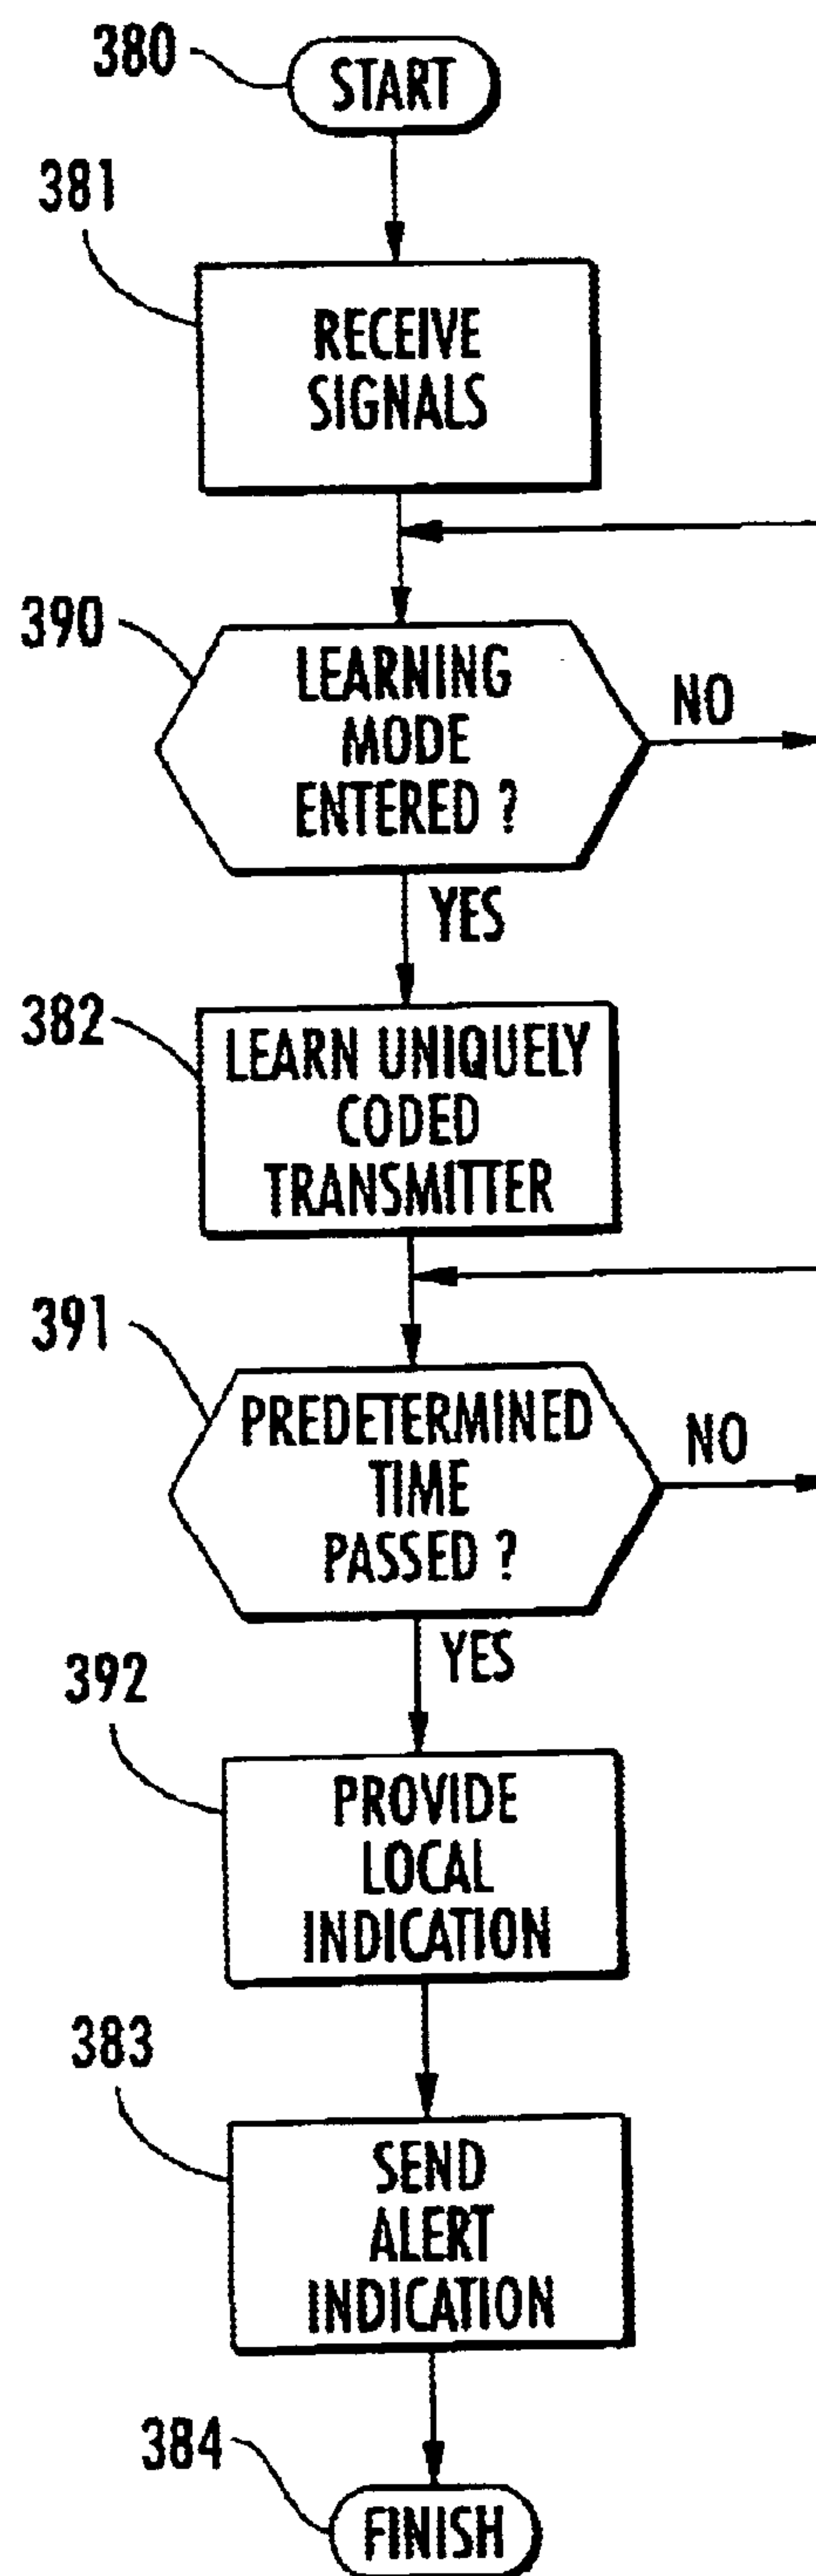 380
START
381
RECEIVE
SIGNALS
390
LEARNING
MODE
ENTERED ?
NO
YES
382
LEARN UNIQUELY
CODED
TRANSMITTER
391
PREDETERMINED
TIME
PASSED ?
NO
YES
392
PROVIDE
LOCAL
INDICATION
383
SEND
ALERT
INDICATION
384
FINISH